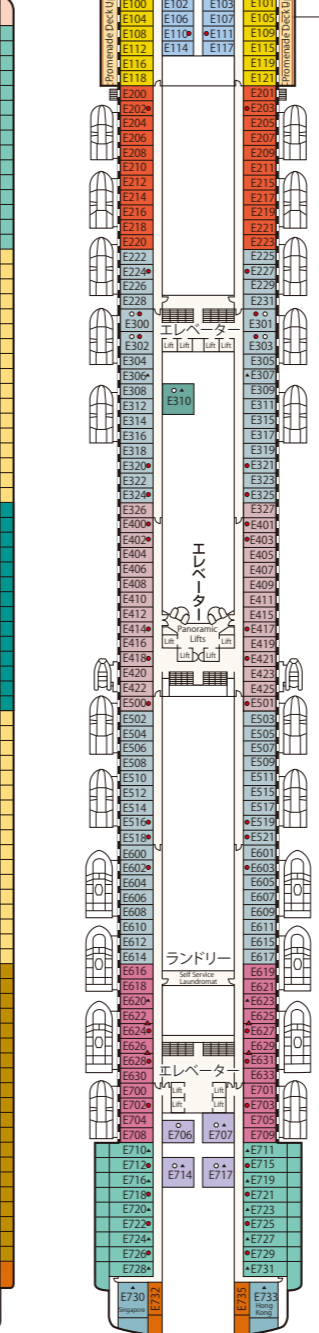 E100 E102 E103 E101
E104 E106 E107 E105
E108 E110 E111 E109
E112 E114 E117 E115
E116 E119
E118 E121
Promenade Deck
Promenade Deck
E200 E201
E202 E203
E204 E205
E206 E207
E208 E209
E210 E211
E212 E215
E214 E217
E216 E219
E218 E221
E220 E223
E222 E225
E224 E227
E226 E229
E228 E231
E300 エレベーター E301
E302 Lift Lift Lift Lift E303
E304 E305
E306 E307
E308 E310 E309
E312 E311
E314 E315
E316 E317
E318 E319
E320 E321
E322 E323
E324 E325
E326 E327
E400 E401
E402 E403
E404 E405
E406 E407
E408 E409
E410 E411
エレベーター
E412 E415
E414 Panoramic E417
E416 Lift Lifts Lift E419
E418 Lift Lift E421
E420 E423
E422 E425
E500 E501
E502 E503
E504 E505
E506 E507
E508 E509
E510 E511
E512 E515
E514 E517
E516 E519
E518 E521
E600 E601
E602 E603
E604 E605
E606 E607
E608 E609
E610 E611
E612 E615
E614 ランドリー E617
E616 Self Service E619
E618 Laundromat E621
E620 E623
E622 E625
E624 E627
E626 E629
E628 エレベーター E631
E630 E633
E700 Lift Lift E701
E702 Lift Lift E703
E704 E705
E708 E706 E707 E709
E710 E711
E712 E714 E717 E715
E716 E719
E718 E721
E720 E723
E722 E725
E724 E727
E726 E729
E728 E731
E730 E732 E735 E733
Singapore Hong
Kong